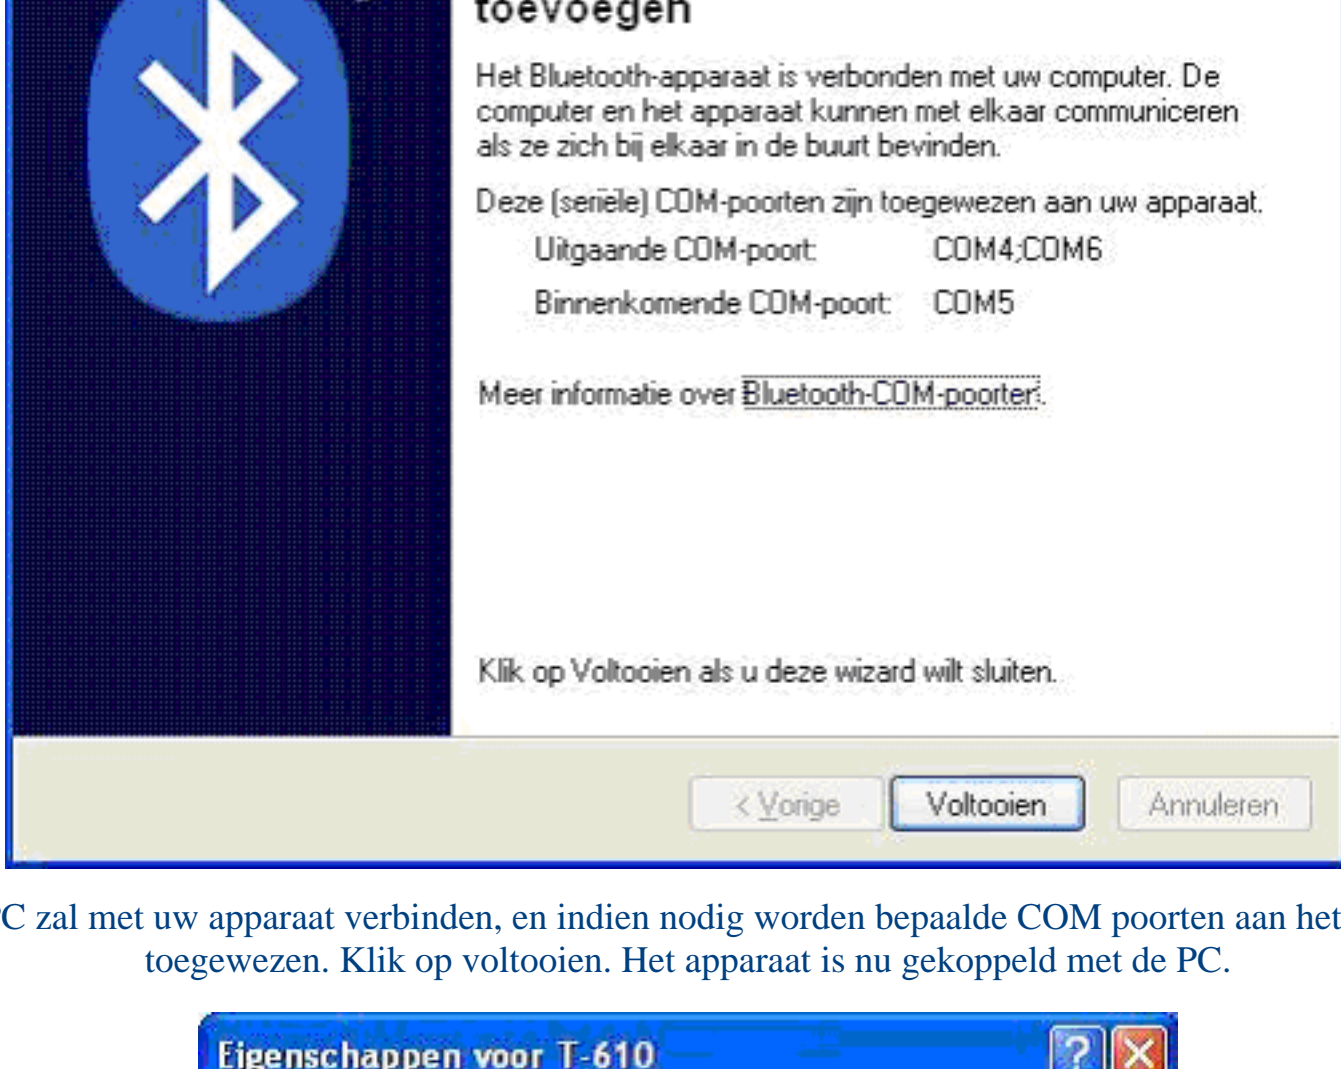 toevoegen
Het Bluetooth-apparaat is verbonden met uw computer. De
computer en het apparaat kunnen met elkaar communiceren
als ze zich bij elkaar in de buurt bevinden.
Deze (seriële) COM-poorten zijn toegewezen aan uw apparaat.
Uitgaande COM-poort: COM4;COM6
Binnenkomende COM-poort: COM5
Meer informatie over Bluetooth-COM-poorten.
Klik op Voltooien als u deze wizard wilt sluiten.
< Vorige Voltooien Annuleren
C zal met uw apparaat verbinden, en indien nodig worden bepaalde COM poorten aan het
toegewezen. Klik op voltooien. Het apparaat is nu gekoppeld met de PC.
Eigenschappen voor T-610